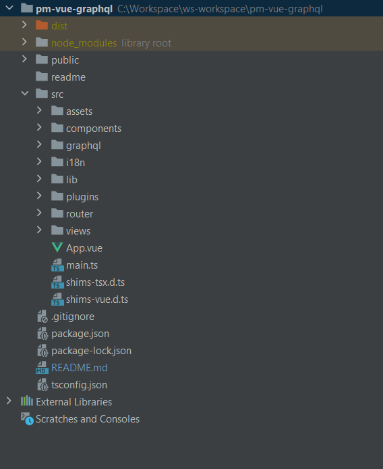 pm-vue-graphql C:\Workspace\ws-workspace\pm-vue-graphql
dist
node_modules library root
public
readme
src
assets
components
graphql
i18n
lib
plugins
router
views
App.vue
main.ts
shims-tsx.d.ts
shims-vue.d.ts
.gitignore
package.json
package-lock.json
README.md
tsconfig.json
External Libraries
Scratches and Consoles